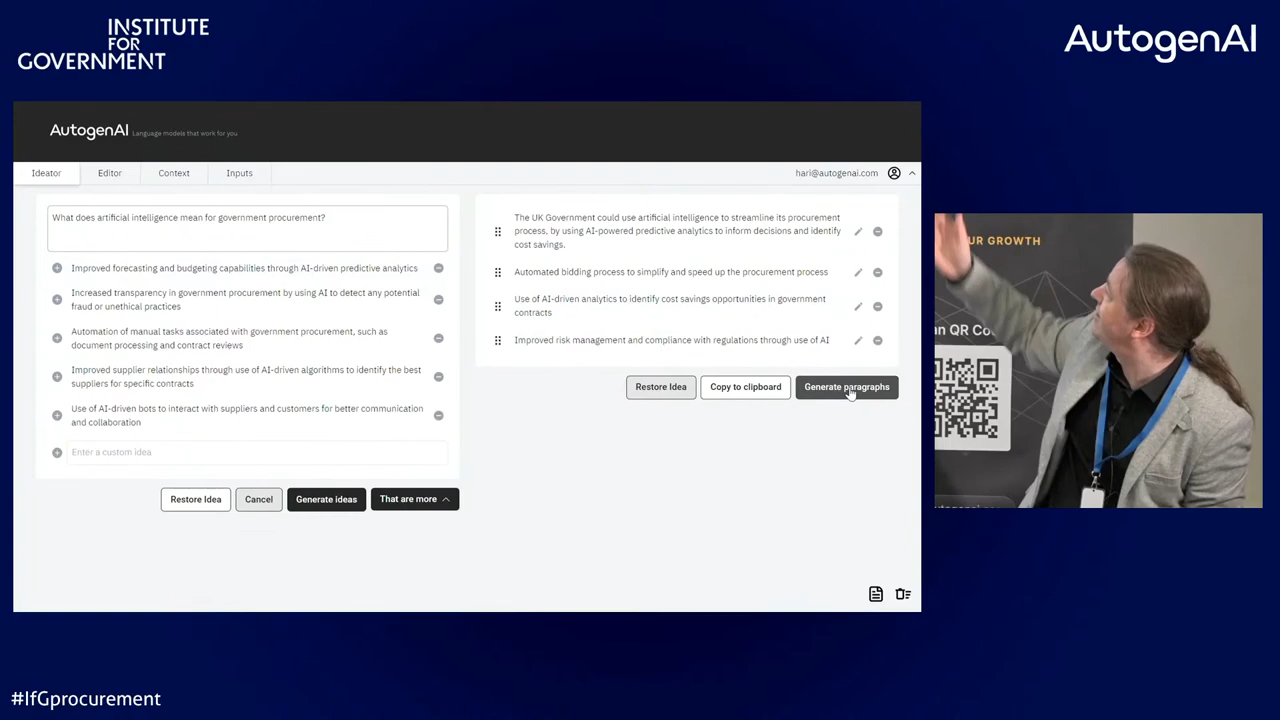 INSTITUTE
FOR
GOVERNMENT
AutogenAI
AutogenAI Language models that work for you
Ideator
Editor
Context
Inputs
hari@autogenai.com
What does artificial intelligence mean for government procurement?
Improved forecasting and budgeting capabilities through AI-driven predictive analytics
Increased transparency in government procurement by using AI to detect any potential
fraud or unethical practices
Automation of manual tasks associated with government procurement, such as
document processing and contract reviews
Improved supplier relationships through use of AI-driven algorithms to identify the best
suppliers for specific contracts
Use of AI-driven bots to interact with suppliers and customers for better communication
and collaboration
Enter a custom idea
Restore Idea
Cancel
Generate ideas
That are more
The UK Government could use artificial intelligence to streamline its procurement
process, by using AI-powered predictive analytics to inform decisions and identify
cost savings.
Automated bidding process to simplify and speed up the procurement process
Use of AI-driven analytics to identify cost savings opportunities in government
contracts
Improved risk management and compliance with regulations through use of AI
Restore Idea
Copy to clipboard
Generate paragraphs
UR GROWTH
an QR Co
#IfGprocurement